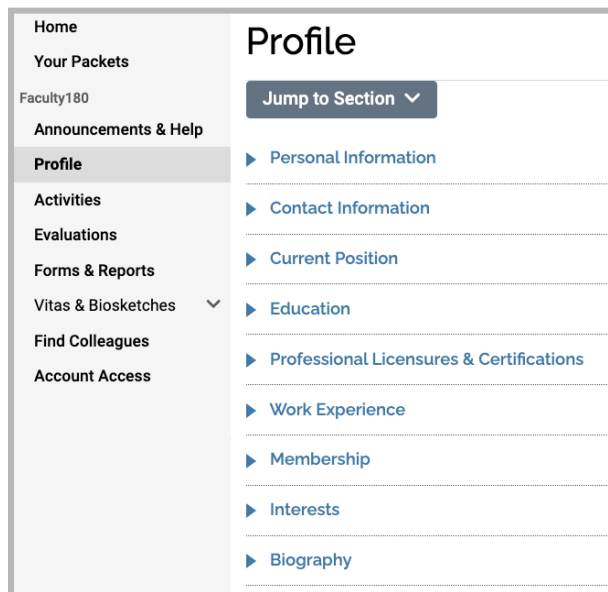 Home
Your Packets
Faculty180
Announcements & Help
Profile
Activities
Evaluations
Forms & Reports
Vitas & Biosketches
Find Colleagues
Account Access
Profile
Jump to Section
Personal Information
Contact Information
Current Position
Education
Professional Licensures & Certifications
Work Experience
Membership
Interests
Biography